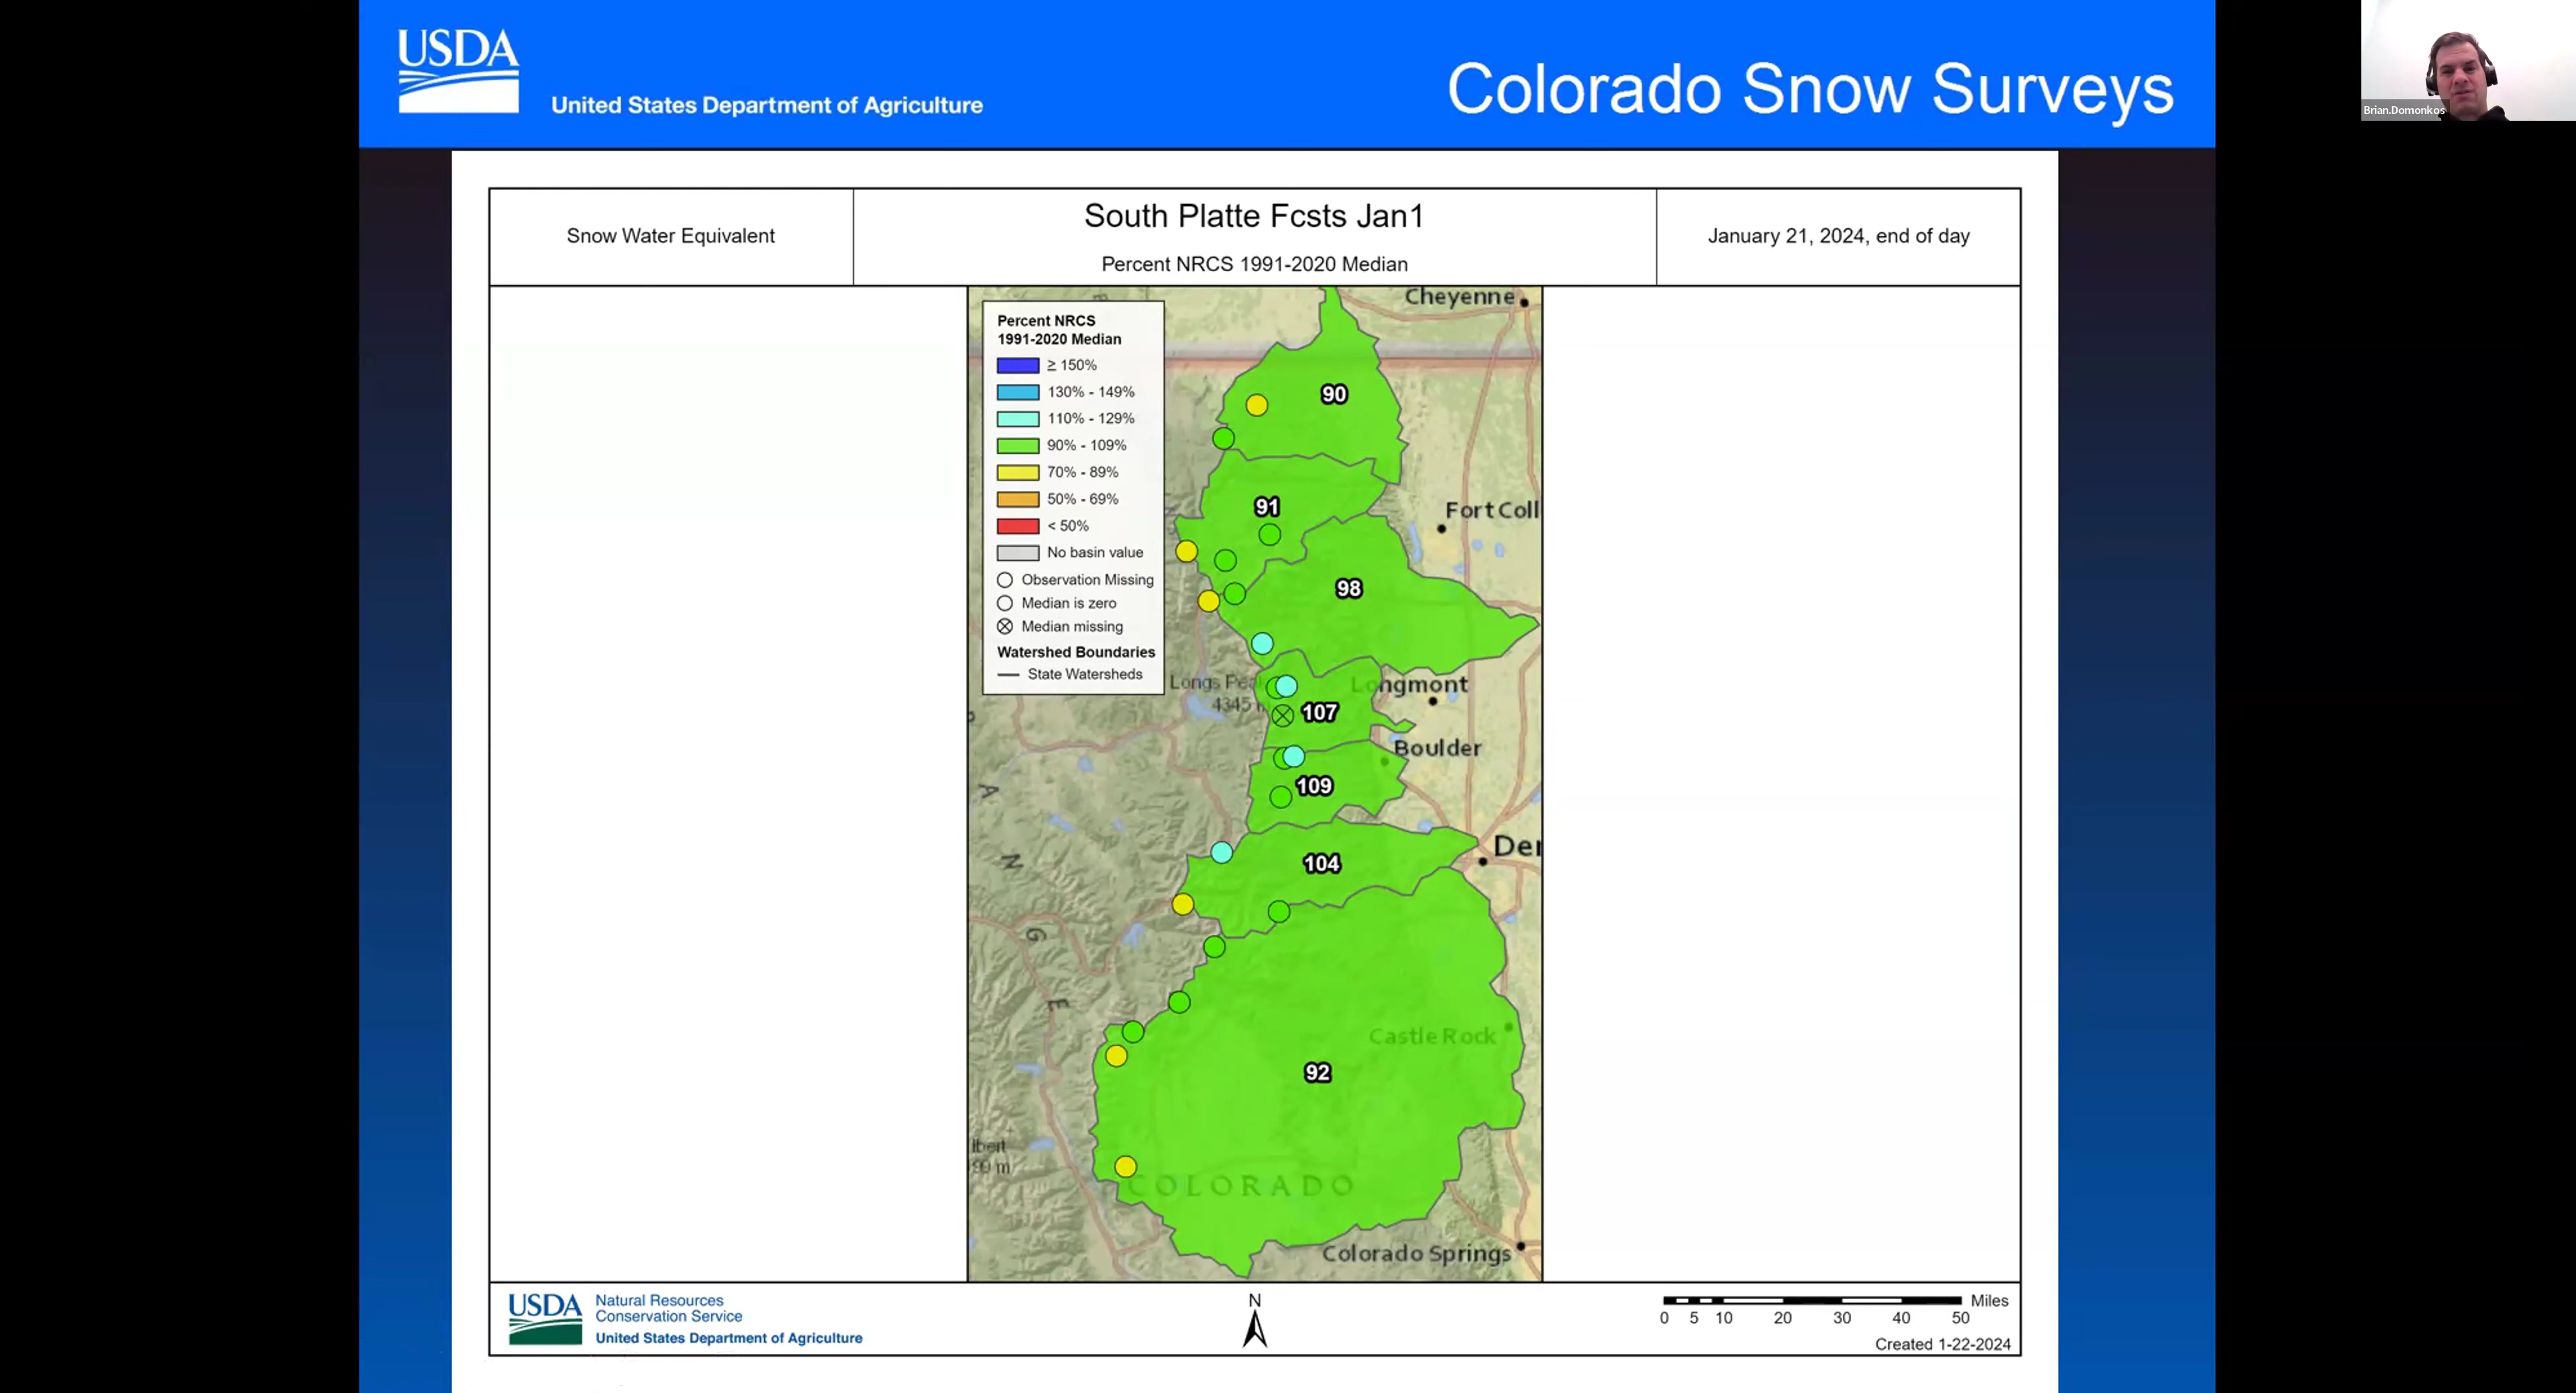 USDA
United States Department of Agriculture
Colorado Snow Surveys
Brian.Domonkos
Snow Water Equivalent
South Platte Fcsts Jan1
Percent NRCS 1991-2020 Median
January 21, 2024, end of day
Percent NRCS
1991-2020 Median
≥ 150%
130% - 149%
110% - 129%
90% - 109%
70% - 89%
50% - 69%
< 50%
No basin value
Observation Missing
Median is zero
Median missing
Watershed Boundaries
State Watersheds
Cheyenne
90
91
Fort Coll
98
Longs Pea
4345 m
Longmont
107
Boulder
109
Der
104
A
N
G
E
Castle Rock
92
lbert
99 m
COLORADO
Colorado Springs
USDA
Natural Resources
Conservation Service
United States Department of Agriculture
N
Miles
0 5 10 20 30 40 50
Created 1-22-2024